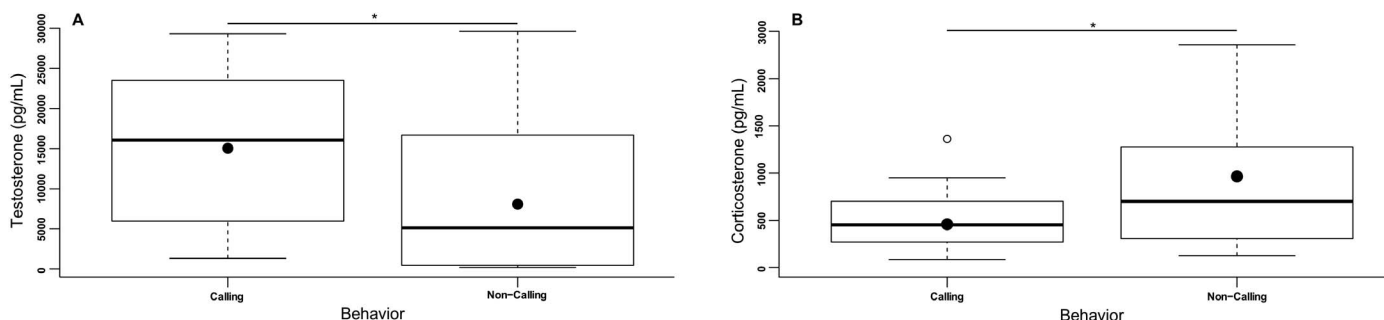 A
*
Testosterone (pg/mL)
30000
25000
20000
15000
10000
5000
0
Calling
Non-Calling
Behavior
B
*
Corticosterone (pg/mL)
3000
2000
1500
1000
500
0
Calling
Non-Calling
Behavior